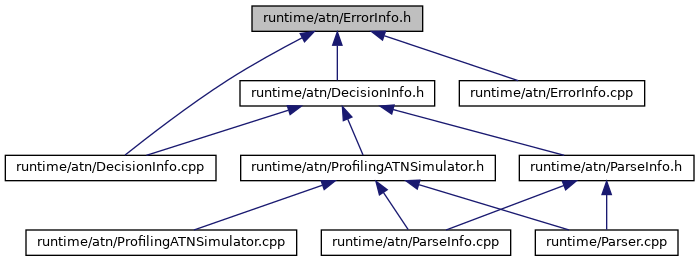 runtime/atn/ErrorInfo.h
runtime/atn/DecisionInfo.h
runtime/atn/ErrorInfo.cpp
runtime/atn/DecisionInfo.cpp
runtime/atn/ProfilingATNSimulator.h
runtime/atn/ParseInfo.h
runtime/atn/ProfilingATNSimulator.cpp
runtime/atn/ParseInfo.cpp
runtime/Parser.cpp